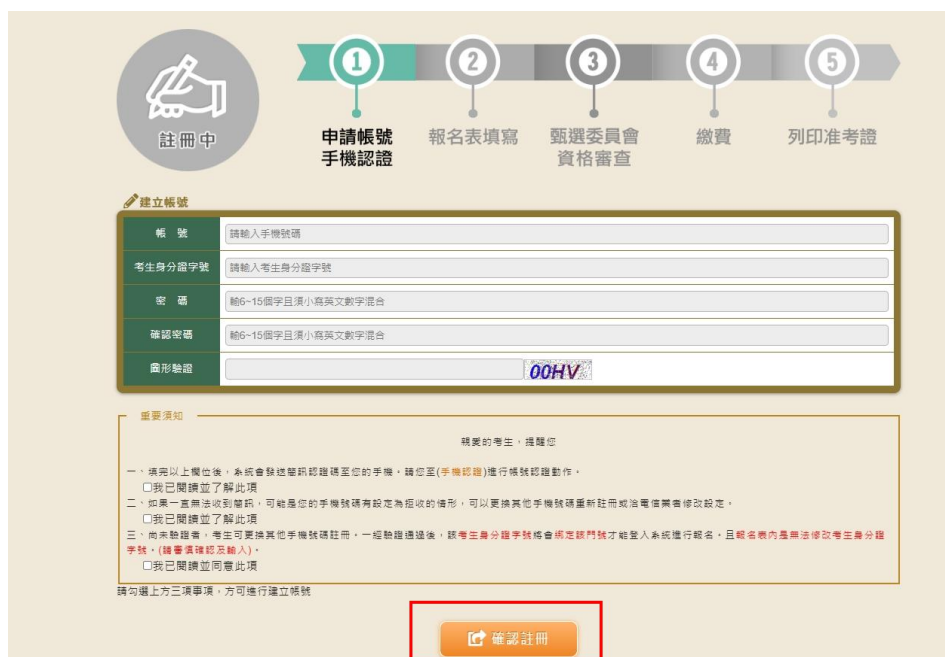 註冊中
1
2
3
4
5
申請帳號
手機認證
報名表填寫
甄選委員會
資格審查
繳費
列印准考證
建立帳號
帳 號
請輸入手機號碼
考生身分證字號
請輸入考生身分證字號
密 碼
輸6~15個字且須小寫英文數字混合
確認密碼
輸6~15個字且須小寫英文數字混合
圖形驗證
00HV
重要須知
親愛的考生，提醒您
一、填完以上欄位後，系統會發送簡訊認證碼至您的手機。請您至(手機認證)進行帳號認證動作。
我已閱讀並了解此項
二、如果一直無法收到簡訊，可能是您的手機號碼有設定為拒收的情形，可以更換其他手機號碼重新註冊或洽電信業者修改設定。
我已閱讀並了解此項
三、尚未驗證者，考生可更換其他手機號碼註冊。一經驗證通過後，該考生身分證字號將會綁定該門號才能登入系統進行報名。且報名表內是無法修改考生身分證
字號。(請審慎確認及輸入)。
我已閱讀並同意此項
請勾選上方三項事項，方可進行建立帳號
確認註冊